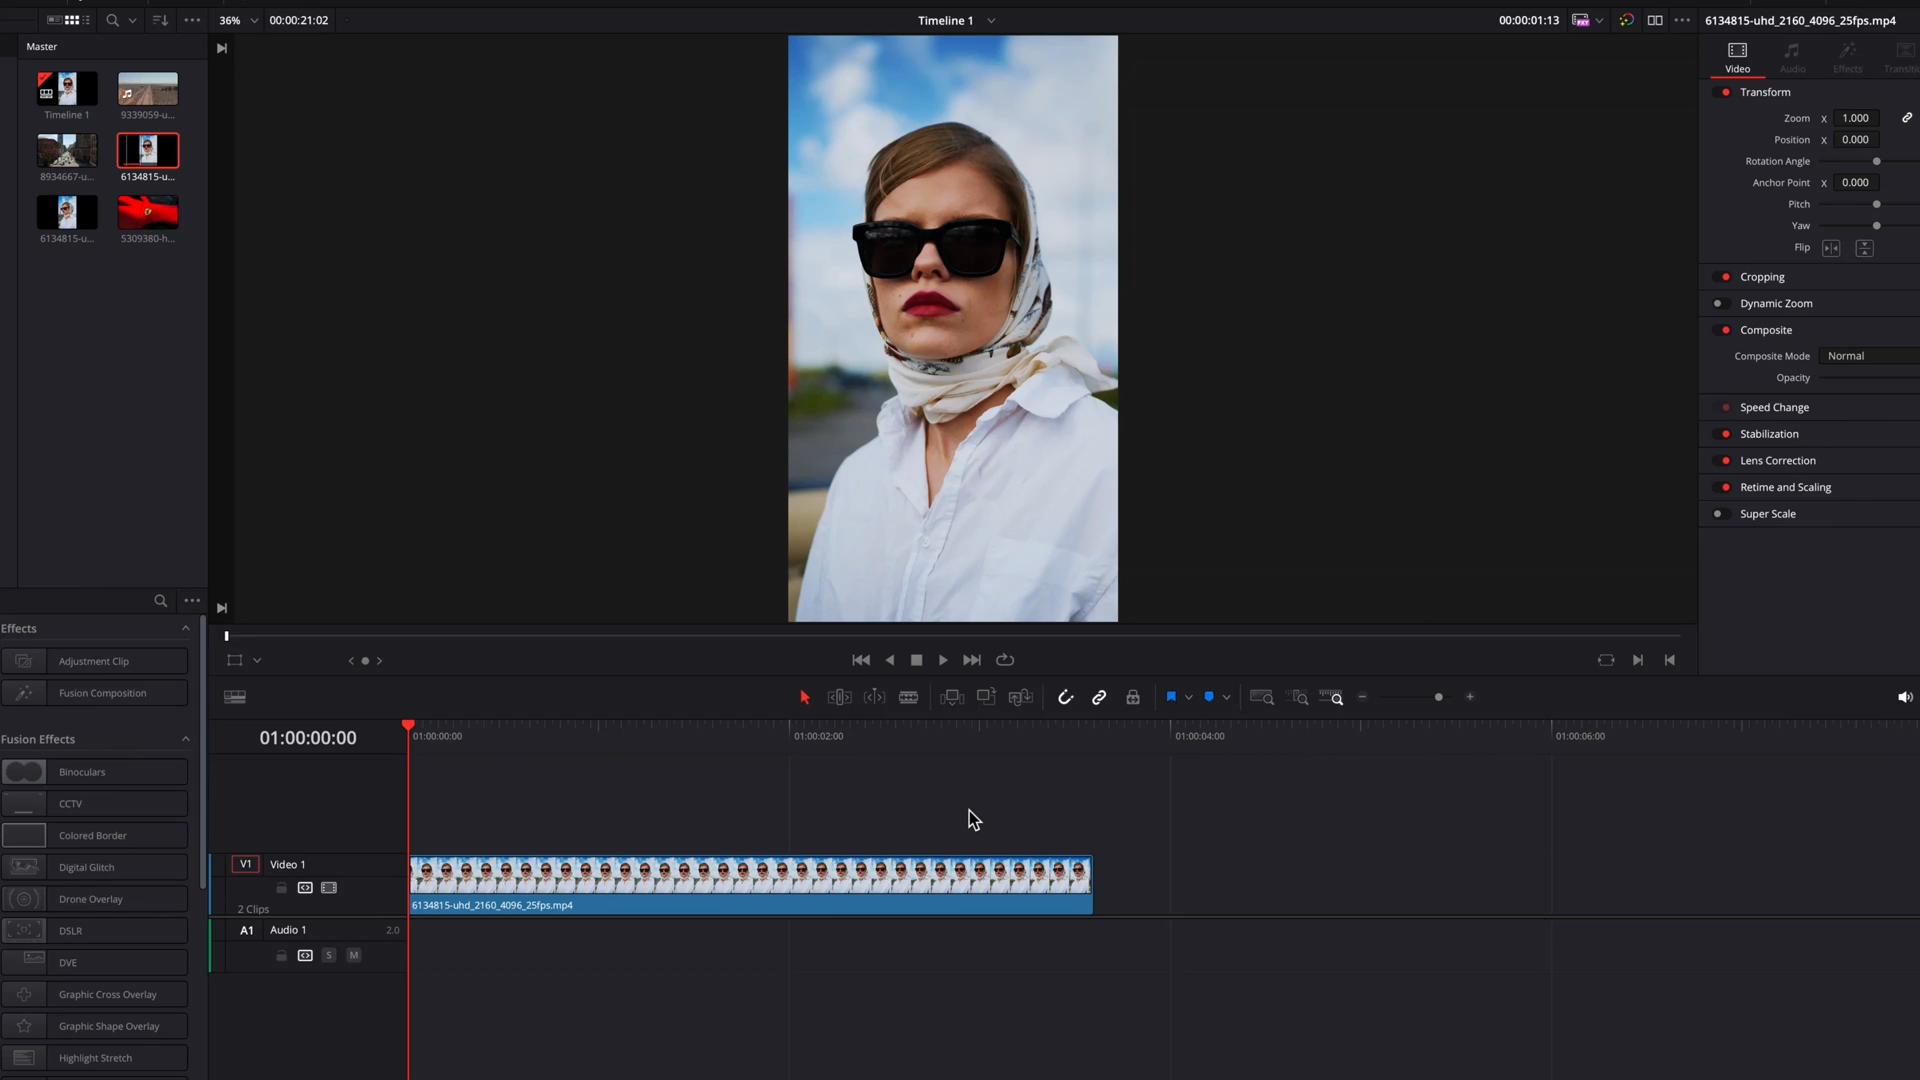 36%
00:00:21:02
Timeline 1
00:00:01:13
6134815-uhd_2160_4096_25fps.mp4
Master
Timeline 1
9339059-u...
8934667-u...
6134815-u...
6134815-u...
5309380-h...
Video
Audio
Effects
Transiti
Transform
Zoom X 1.000
Position X 0.000
Rotation Angle
Anchor Point X 0.000
Pitch
Yaw
Flip
Cropping
Dynamic Zoom
Composite
Composite Mode Normal
Opacity
Speed Change
Stabilization
Lens Correction
Retime and Scaling
Super Scale
Effects
Adjustment Clip
Fusion Composition
Fusion Effects
Binoculars
CCTV
Colored Border
Digital Glitch
Drone Overlay
DSLR
DVE
Graphic Cross Overlay
Graphic Shape Overlay
Highlight Stretch
01:00:00:00
01:00:00:00
01:00:02:00
01:00:04:00
01:00:06:00
V1 Video 1
2 Clips
6134815-uhd_2160_4096_25fps.mp4
A1 Audio 1 2.0
S M